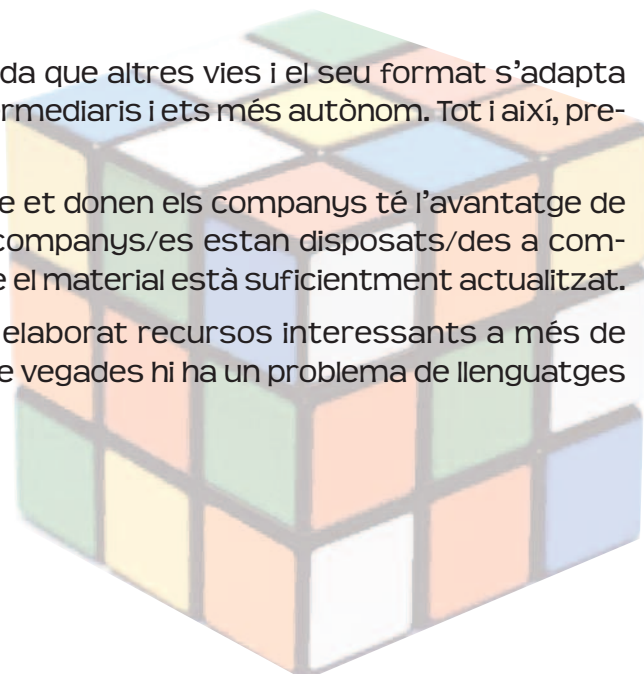 da que altres vies i el seu format s’adapta
rmediaris i ets més autònom. Tot i així, pre-
e et donen els companys té l’avantatge de
companys/es estan disposats/des a com-
e el material està suficientment actualitzat.
elaborat recursos interessants a més de
e vegades hi ha un problema de llenguatges